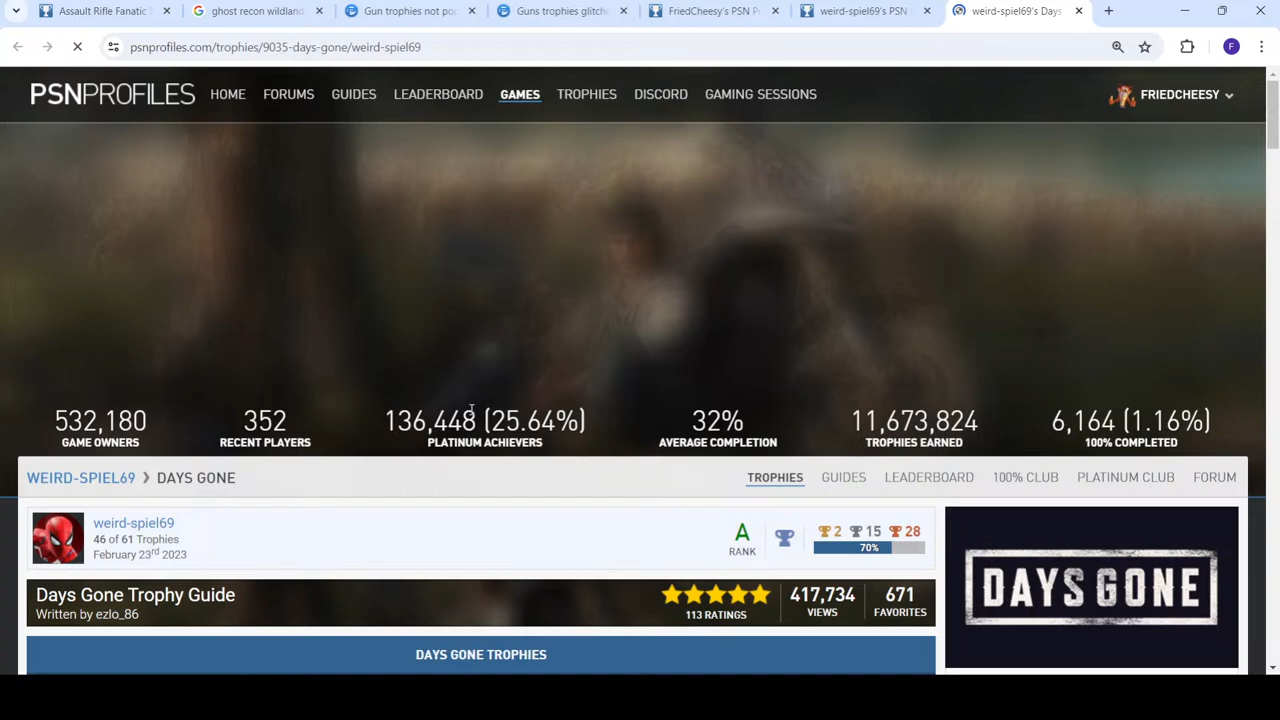 Assault Rifle Fanatic T
ghost recon wildland
Gun trophies not pop
Guns trophies glitche
FriedCheesy's PSN Pr
weird-spiel69's PSN P
weird-spiel69's Days
psnprofiles.com/trophies/9035-days-gone/weird-spiel69
F
PSNPROFILES HOME FORUMS GUIDES LEADERBOARD GAMES TROPHIES DISCORD GAMING SESSIONS FRIEDCHEESY
532,180 352 136,448 (25.64%) 32% 11,673,824 6,164 (1.16%)
GAME OWNERS RECENT PLAYERS PLATINUM ACHIEVERS AVERAGE COMPLETION TROPHIES EARNED 100% COMPLETED
WEIRD-SPIEL69 DAYS GONE TROPHIES GUIDES LEADERBOARD 100% CLUB PLATINUM CLUB FORUM
weird-spiel69
46 of 61 Trophies
February 23rd 2023
A
RANK
2 15 28
70%
DAYS GONE
Days Gone Trophy Guide
Written by ezlo_86
113 RATINGS
417,734
VIEWS
671
FAVORITES
DAYS GONE TROPHIES